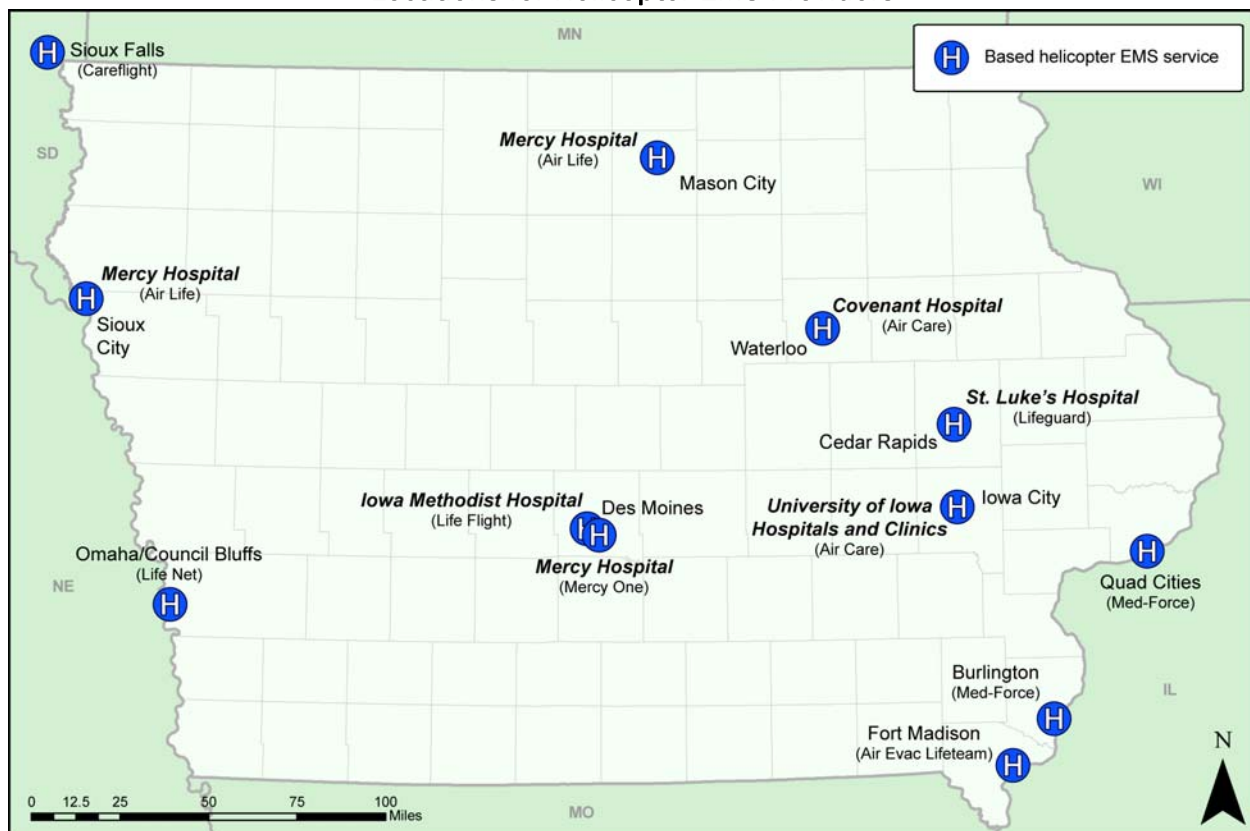 MN
Sioux Falls
(Careflight)
Based helicopter EMS service
SD
Mercy Hospital
(Air Life)
Mason City
WI
Mercy Hospital
(Air Life)
Sioux
City
Covenant Hospital
(Air Care)
Waterloo
St. Luke's Hospital
(Lifeguard)
Cedar Rapids
Iowa Methodist Hospital
(Life Flight)
Des Moines
Mercy Hospital
(Mercy One)
University of Iowa
Hospitals and Clinics
(Air Care)
Iowa City
Omaha/Council Bluffs
(Life Net)
NE
Quad Cities
(Med-Force)
Burlington
(Med-Force)
IL
Fort Madison
(Air Evac Lifeteam)
N
0 12.5 25 50 75 100
Miles
MO